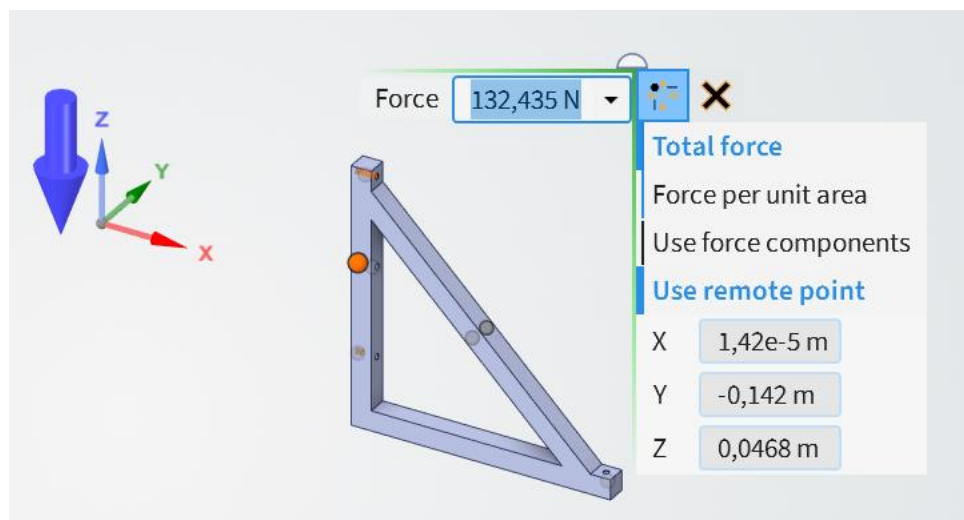 Force 132,435 N
Total force
Force per unit area
Use force components
Use remote point
X 1,42e-5 m
Y -0,142 m
Z 0,0468 m
Z
Y
X